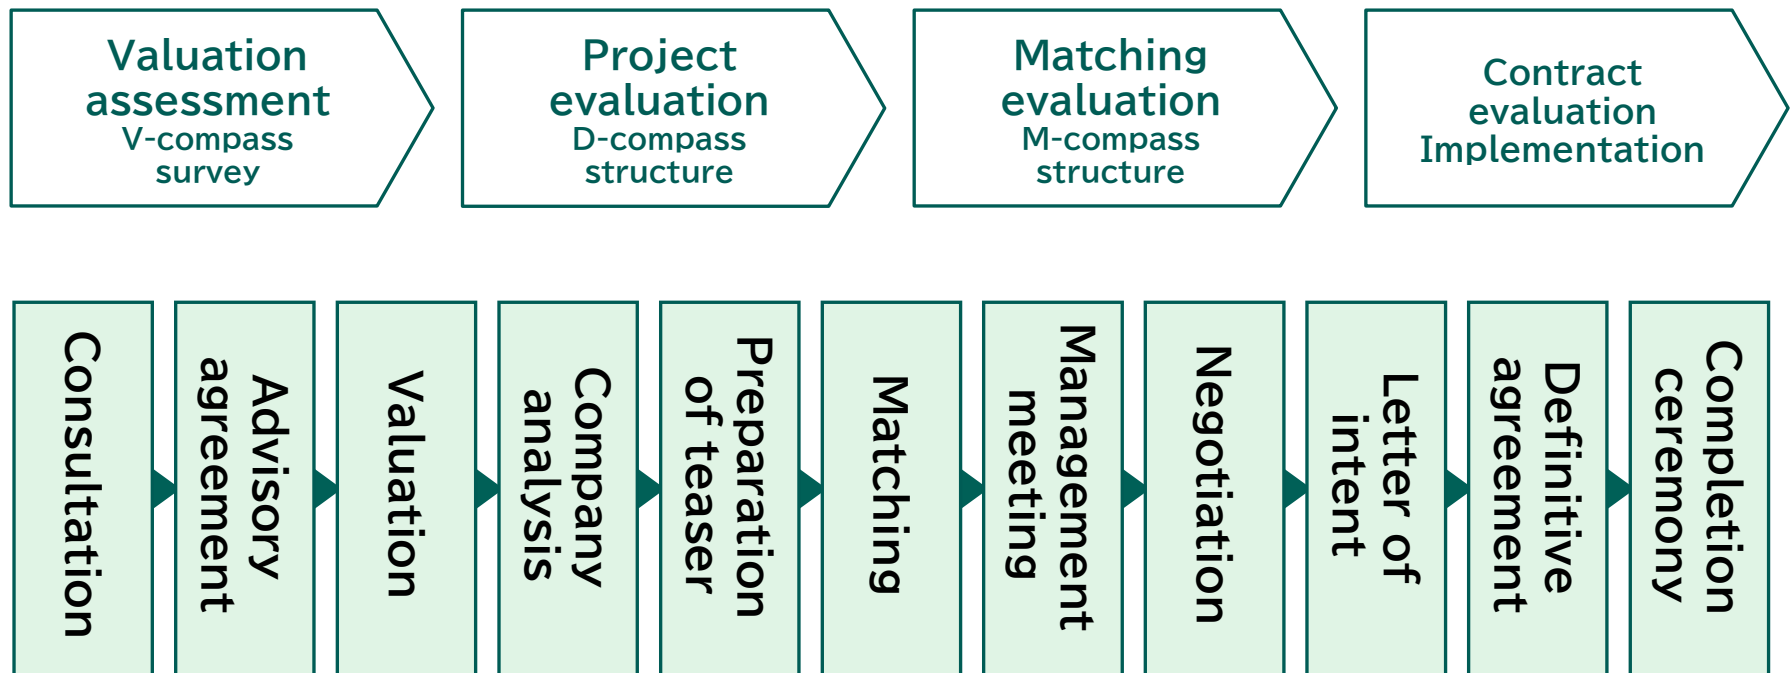 Valuation
assessment
V-compass
survey
Project
evaluation
D-compass
structure
Matching
evaluation
M-compass
structure
Contract
evaluation
Implementation
Consultation
Advisory
agreement
Valuation
Company
analysis
Preparation
of teaser
Matching
Management
meeting
Negotiation
Letter of
intent
Definitive
agreement
Completion
ceremony